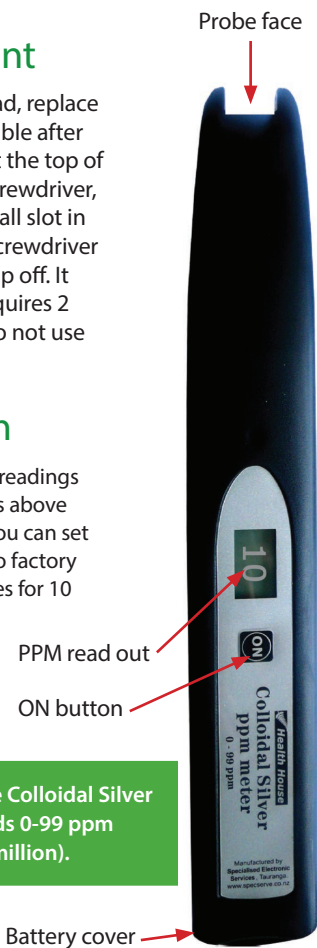 Probe face
nt
ad, replace
ble after
t the top of
rewdriver,
all slot in
crewdriver
p off. It
quires 2
o not use
n
readings
s above
ou can set
o factory
es for 10
PPM read out
ON button
e Colloidal Silver
ds 0-99 ppm
million).
Battery cover
10
ON
Health House
Colloidal Silver
ppm meter
0 - 99 ppm
Manufactured by
Specialised Electronic
Services, Tauranga.
www.specserve.co.nz